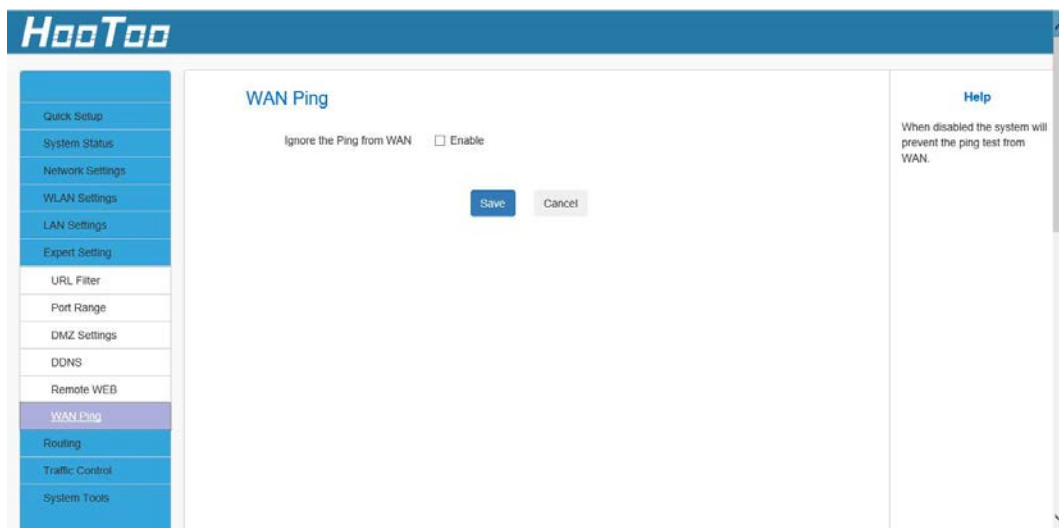 HooToo
Quick Setup
System Status
Network Settings
WLAN Settings
LAN Settings
Expert Setting
URL Filter
Port Range
DMZ Settings
DDNS
Remote WEB
WAN Ping
Routing
Traffic Control
System Tools
WAN Ping
Ignore the Ping from WAN Enable
Save Cancel
Help
When disabled the system will
prevent the ping test from
WAN.